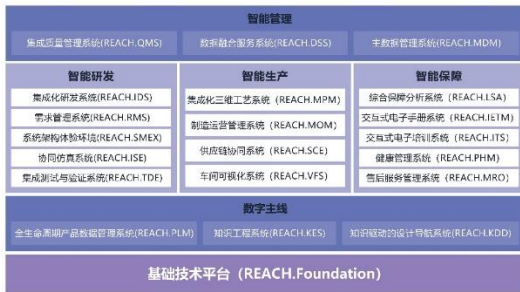 智能管理
集成质量管理系统(REACH.QMS)
数据融合服务系统(REACH.DSS)
主数据管理系统(REACH.MDM)
智能研发
集成化研发系统(REACH.IDS)
需求管理系统(REACH.RMS)
系统架构体验环境(REACH.SMEX)
协同仿真系统(REACH.ISE)
集成测试与验证系统(REACH.TDF)
智能生产
集成化三维工艺系统（REACH.MPM)
制造运营管理系统（REACH.MOM)
供应链协同系统（REACH.SCE)
车间可视化系统（REACH.VFS)
智能保障
综合保障分析系统(REACH.LSA)
交互式电子手册系统(REACH.IETM)
交互式电子培训系统(REACH.ITS)
健康管理系统(REACH.PHM)
售后服务管理系统(REACH.MRO)
数字主线
全生命周期产品数据管理系统(REACH.PLM)
知识工程系统(REACH.KES)
知识驱动的设计导航系统(REACH.KDD)
基础技术平台（REACH.Foundation）